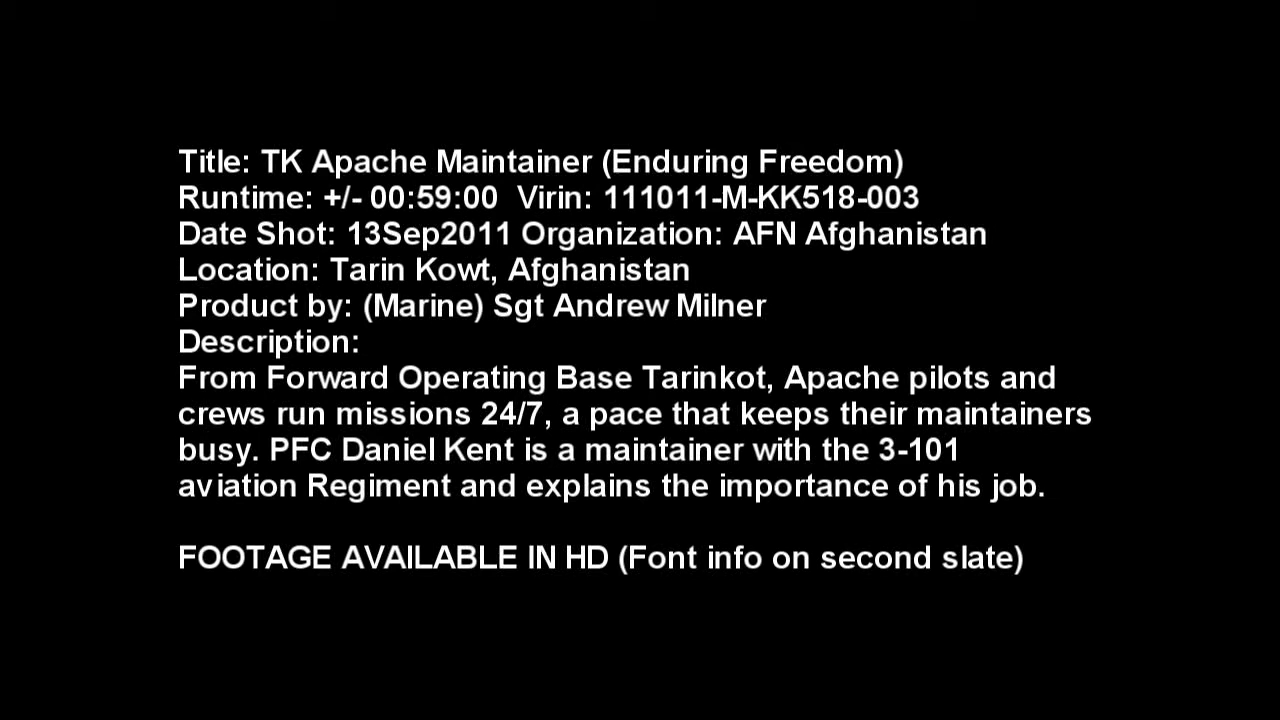 Title: TK Apache Maintainer (Enduring Freedom)
Runtime: +/- 00:59:00  Virin: 111011-M-KK518-003
Date Shot: 13Sep2011 Organization: AFN Afghanistan
Location: Tarin Kowt, Afghanistan
Product by: (Marine) Sgt Andrew Milner
Description:
From Forward Operating Base Tarinkot, Apache pilots and
crews run missions 24/7, a pace that keeps their maintainers
busy. PFC Daniel Kent is a maintainer with the 3-101
aviation Regiment and explains the importance of his job.
FOOTAGE AVAILABLE IN HD (Font info on second slate)